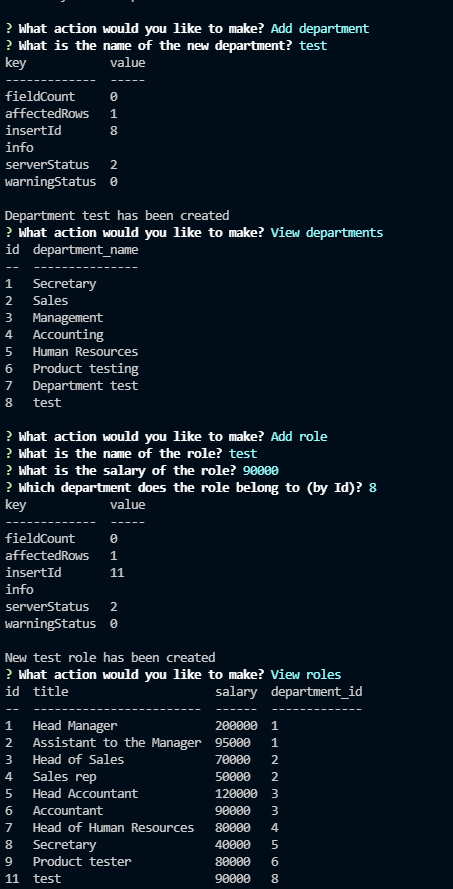 ? What action would you like to make? Add department
? What is the name of the new department? test
key            value
-------------  -----
fieldCount     0
affectedRows   1
insertId       8
info
serverStatus   2
warningStatus  0
Department test has been created
? What action would you like to make? View departments
id  department_name
--  ---------------
1   Secretary
2   Sales
3   Management
4   Accounting
5   Human Resources
6   Product testing
7   Department test
8   test
? What action would you like to make? Add role
? What is the name of the role? test
? What is the salary of the role? 90000
? Which department does the role belong to (by Id)? 8
key            value
-------------  -----
fieldCount     0
affectedRows   1
insertId       11
info
serverStatus   2
warningStatus  0
New test role has been created
? What action would you like to make? View roles
id  title                     salary  department_id
--  ------------------------  ------  -------------
1   Head Manager              200000  1
2   Assistant to the Manager  95000   1
3   Head of Sales             70000   2
4   Sales rep                 50000   2
5   Head Accountant           120000  3
6   Accountant                90000   3
7   Head of Human Resources   80000   4
8   Secretary                 40000   5
9   Product tester            80000   6
11  test                      90000   8